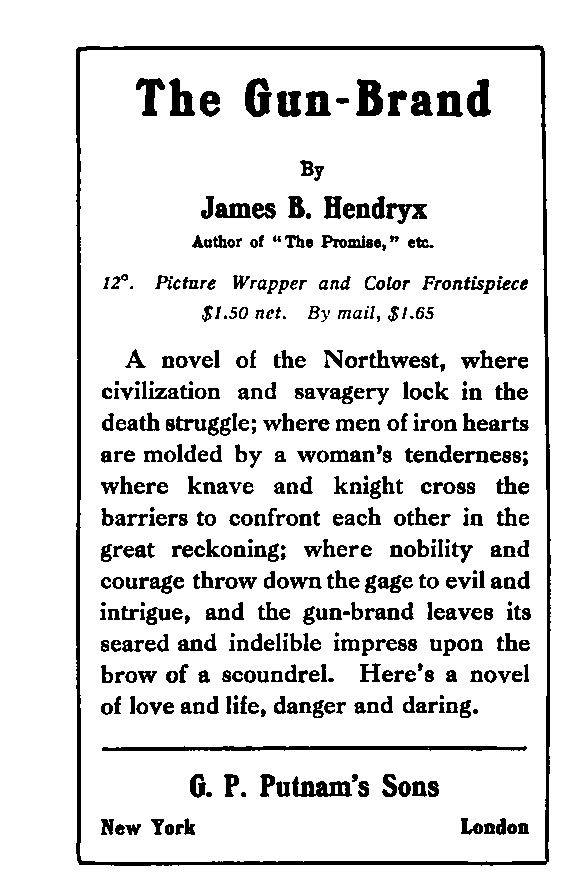 The Gun-Brand
By
James B. Hendryx
Author of "The Promise," etc.
12°. Picture Wrapper and Color Frontispiece
$1.50 net. By mail, $1.65
A novel of the Northwest, where
civilization and savagery lock in the
death struggle; where men of iron hearts
are molded by a woman's tenderness;
where knave and knight cross the
barriers to confront each other in the
great reckoning; where nobility and
courage throw down the gage to evil and
intrigue, and the gun-brand leaves its
seared and indelible impress upon the
brow of a scoundrel. Here's a novel
of love and life, danger and daring.
G. P. Putnam's Sons
New York London